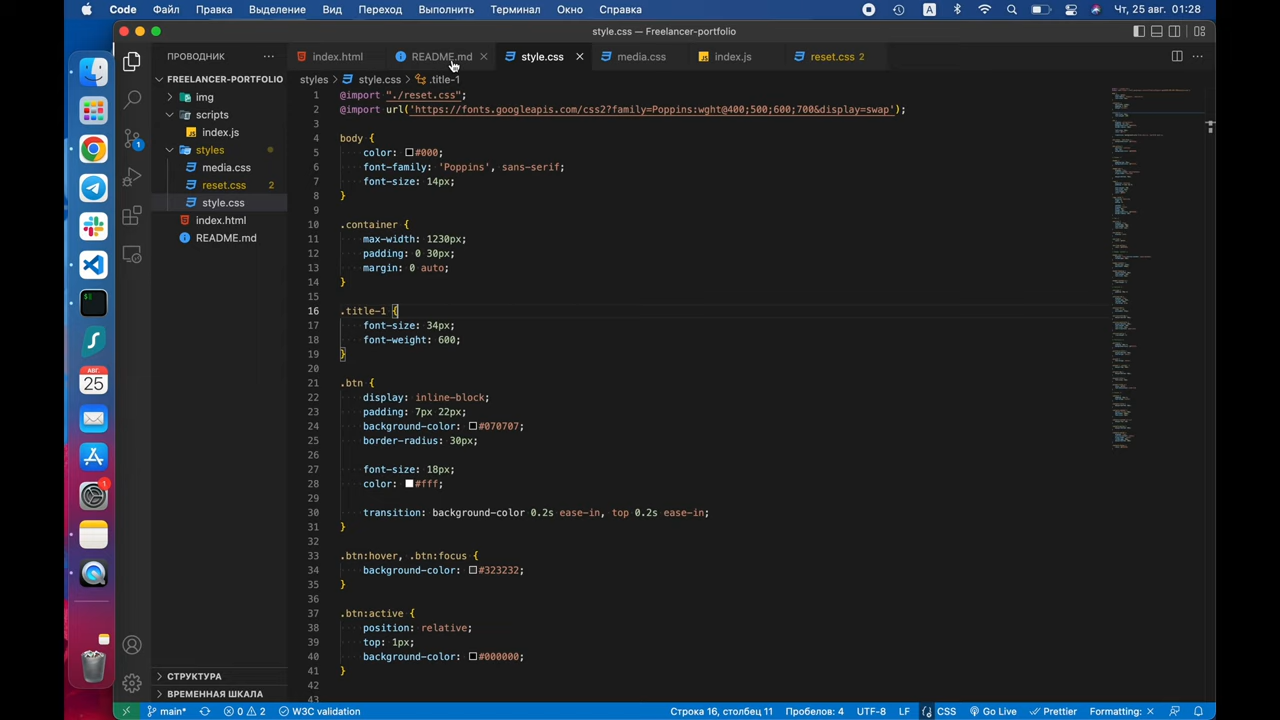 Code Файл Правка Выделение Вид Переход Выполнить Терминал Окно Справка A Чт, 25 авг. 01:28
style.css — Freelancer-portfolio
ПРОВОДНИК ···
index.html README.md style.css media.css index.js reset.css 2 ···
FREELANCER-PORTFOLIO
styles > style.css > .title-1
img
scripts
index.js
styles
media.css
reset.css 2
style.css
index.html
README.md
1 @import "./reset.css";
2 @import url('https://fonts.googleapis.com/css2?family=Poppins:wght@400;500;600;700&display=swap');
3
4 body {
5 color: #000;
6 font-family: 'Poppins', sans-serif;
7 font-size: 14px;
8 }
9
10 .container {
11 max-width: 1230px;
12 padding: 0 30px;
13 margin: 0 auto;
14 }
15
16 .title-1 {
17 font-size: 34px;
18 font-weight: 600;
19 }
20
21 .btn {
22 display: inline-block;
23 padding: 7px 22px;
24 background-color: #070707;
25 border-radius: 30px;
26
27 font-size: 18px;
28 color: #fff;
29
30 transition: background-color 0.2s ease-in, top 0.2s ease-in;
31 }
32
33 .btn:hover, .btn:focus {
34 background-color: #323232;
35 }
36
37 .btn:active {
38 position: relative;
39 top: 1px;
40 background-color: #000000;
41 }
42
43
1
АВГ.
25
1
$
СТРУКТУРА
ВРЕМЕННАЯ ШКАЛА
main* 0 2 W3C validation Строка 16, столбец 11 Пробелов: 4 UTF-8 LF CSS Go Live Prettier Formatting: ×